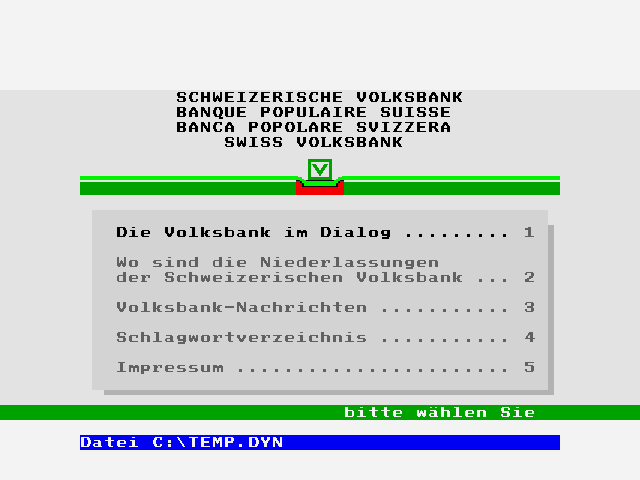 SCHWEIZERISCHE VOLKSBANK
BANQUE POPULAIRE SUISSE
BANCA POPOLARE SVIZZERA
SWISS VOLKSBANK
V
Die Volksbank im Dialog ......... 1
Wo sind die Niederlassungen
der Schweizerischen Volksbank ... 2
Volksbank-Nachrichten ........... 3
Schlagwortverzeichnis ........... 4
Impressum ....................... 5
bitte wählen Sie
Datei C:\TEMP.DYN